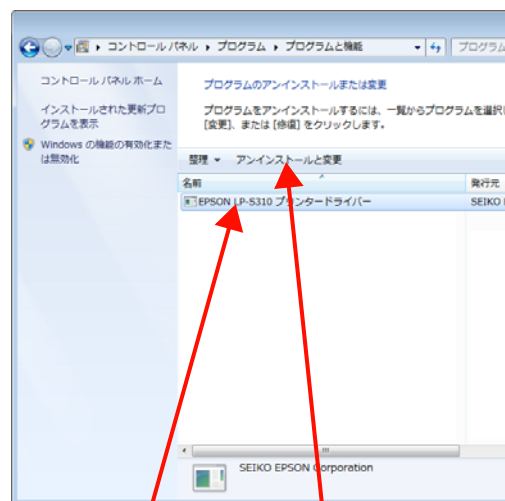 コントロール パネル ▸ プログラム ▸ プログラムと機能
プログラム
コントロール パネル ホーム
インストールされた更新プロ
グラムを表示
Windows の機能の有効化また
は無効化
プログラムのアンインストールまたは変更
プログラムをアンインストールするには、一覧からプログラムを選択
[変更]、または [修復] をクリックします。
整理 ▼ アンインストールと変更
名前
発行元
EPSON LP-S310 プリンタードライバー
SEIKO
SEIKO EPSON Corporation